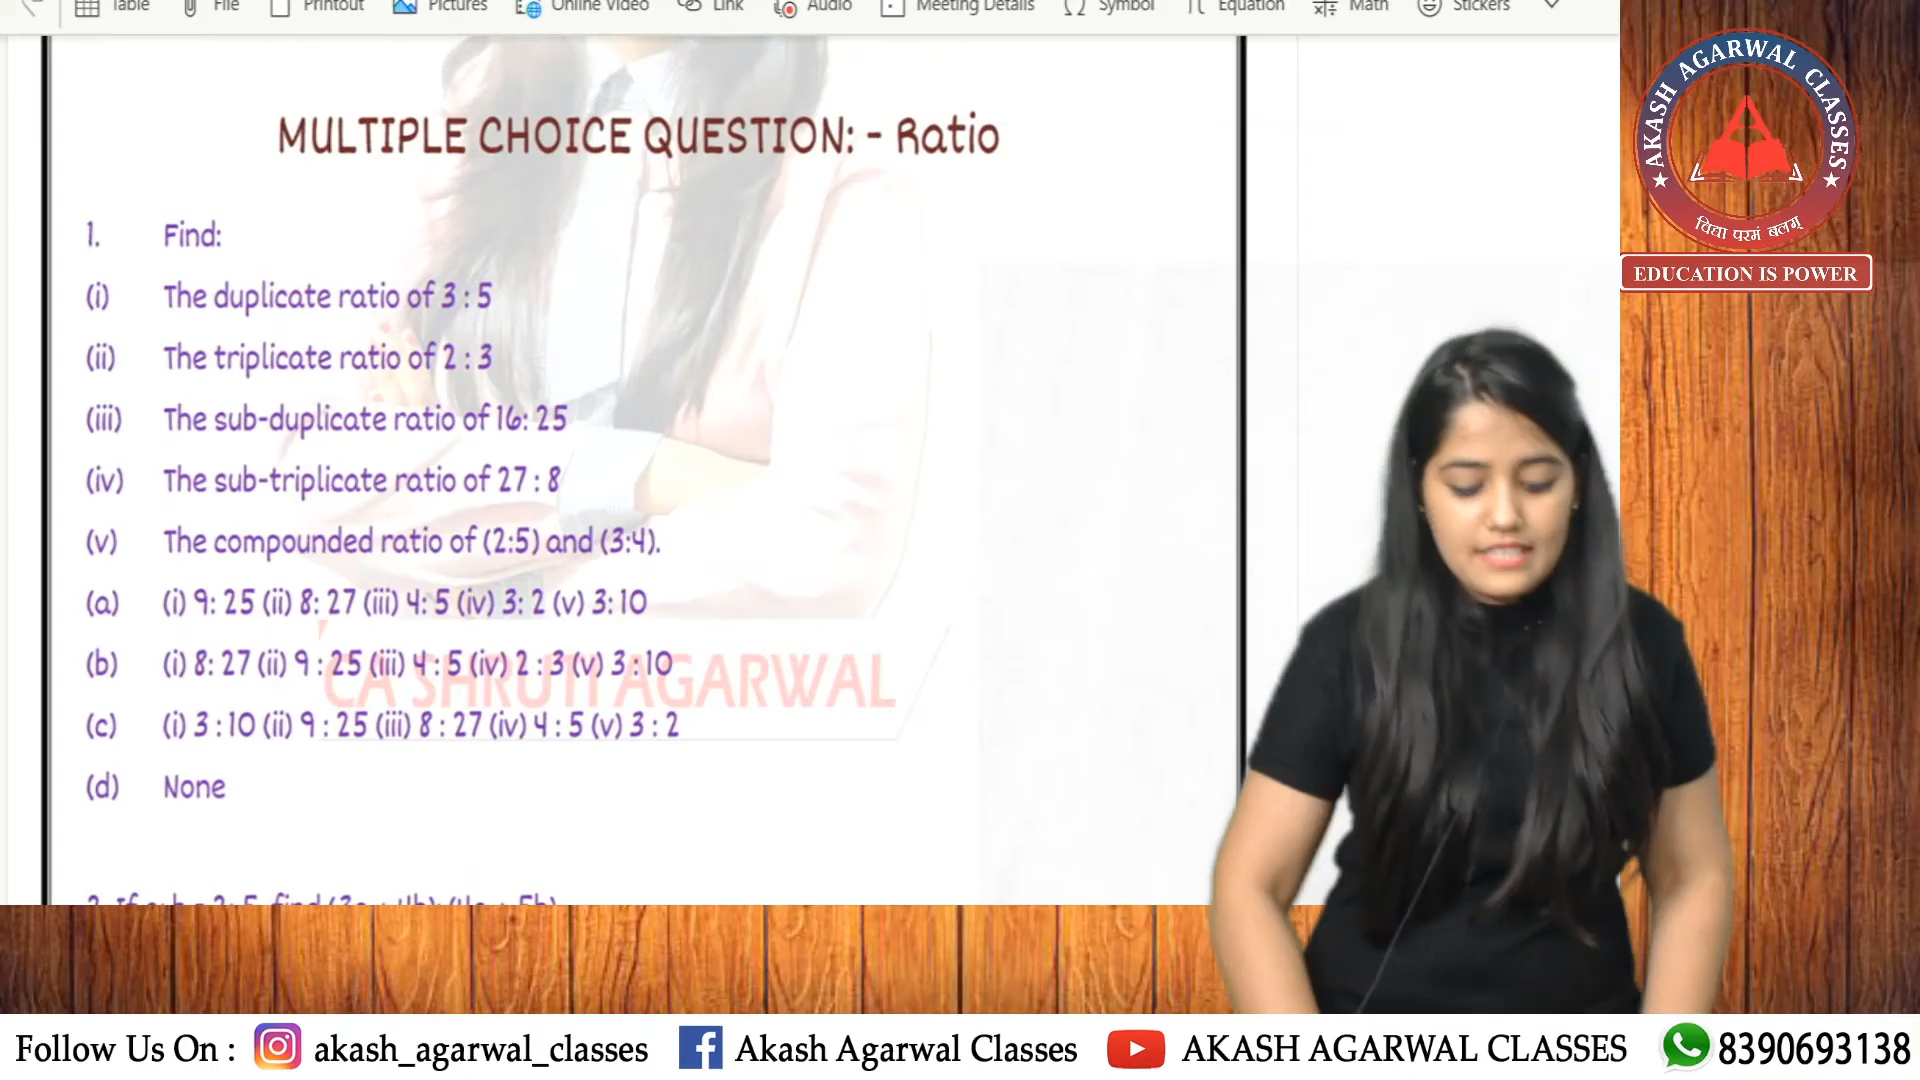 Table File Printout Pictures Online Video Link Audio Meeting Details Symbol Equation Math Stickers
MULTIPLE CHOICE QUESTION: - Ratio
1. Find:
(i) The duplicate ratio of 3 : 5
(ii) The triplicate ratio of 2 : 3
(iii) The sub-duplicate ratio of 16: 25
(iv) The sub-triplicate ratio of 27 : 8
(v) The compounded ratio of (2:5) and (3:4).
(a) (i) 9: 25 (ii) 8: 27 (iii) 4: 5 (iv) 3: 2 (v) 3: 10
(b) (i) 8: 27 (ii) 9 : 25 (iii) 4 : 5 (iv) 2 : 3 (v) 3 : 10
CA SHRUTI AGARWAL
(c) (i) 3 : 10 (ii) 9 : 25 (iii) 8 : 27 (iv) 4 : 5 (v) 3 : 2
(d) None
AKASH AGARWAL CLASSES
विद्या परमं बलम्
EDUCATION IS POWER
Follow Us On : akash_agarwal_classes Akash Agarwal Classes AKASH AGARWAL CLASSES 8390693138